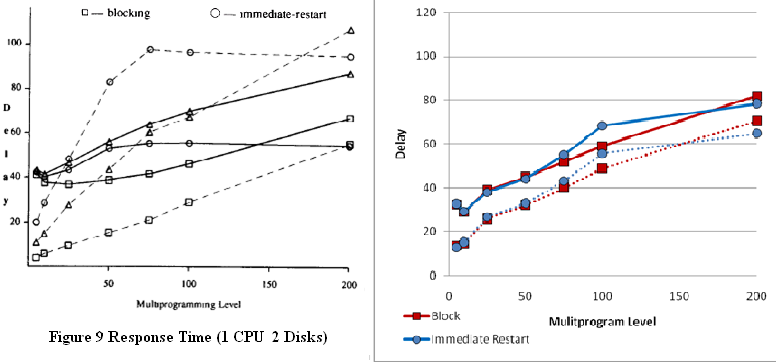 blocking
immediate-restart
100
80
60
40
20
Delay
50
100
150
200
Multiprogramming Level
Figure 9 Response Time (1 CPU 2 Disks)
120
100
80
60
40
20
0
Delay
0
50
100
150
200
Mulitprogram Level
Block
Immediate Restart